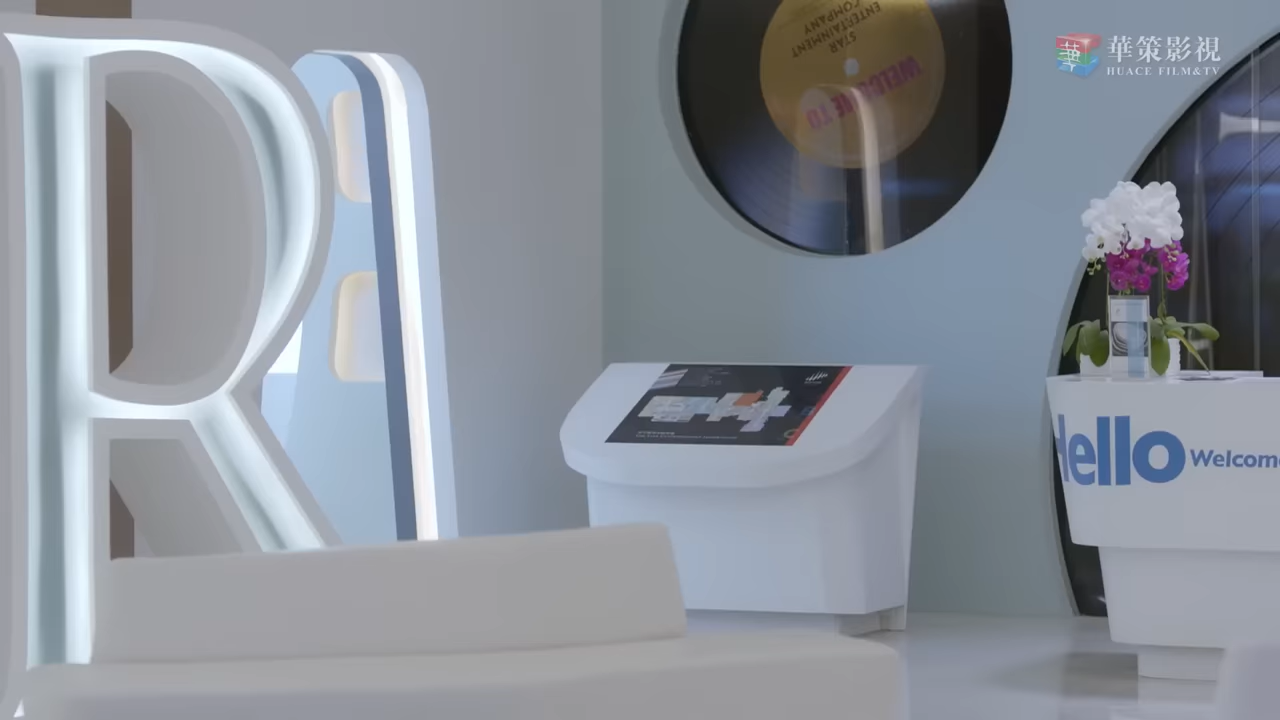 華策影視
HUACE FILM&TV
WELCOME TO
STAR
ENTERTAINMENT
COMPANY
R
Hello Welcome